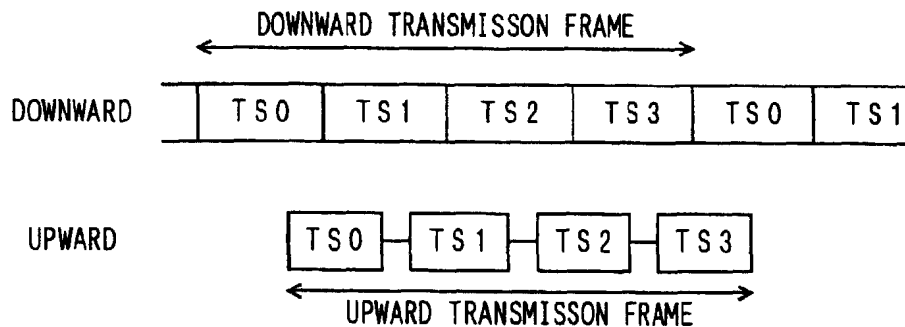 DOWNWARD TRANSMISSON FRAME
DOWNWARD TS0 TS1 TS2 TS3 TS0 TS1
UPWARD TS0 TS1 TS2 TS3
UPWARD TRANSMISSON FRAME